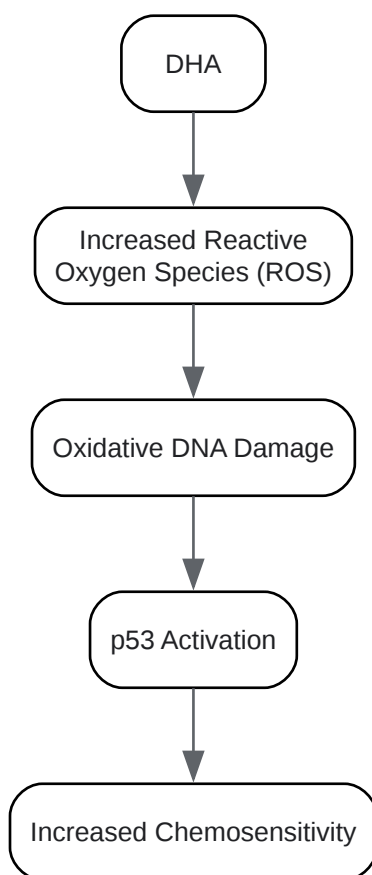 DHA
Increased Reactive
Oxygen Species (ROS)
Oxidative DNA Damage
p53 Activation
Increased Chemosensitivity